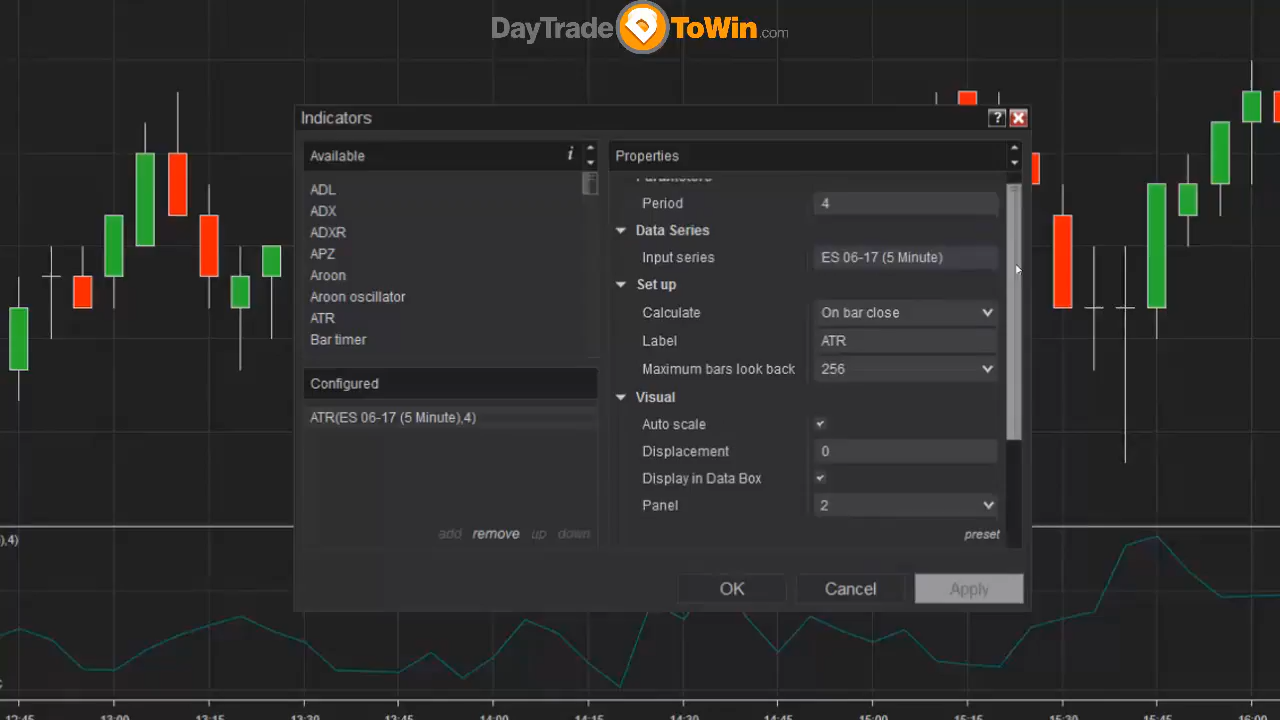 DayTradeToWin.com
Indicators
?
Available
i
Properties
ADL
ADX
ADXR
APZ
Aroon
Aroon oscillator
ATR
Bar timer
Parameters
Period
4
Data Series
Input series
ES 06-17 (5 Minute)
Set up
Calculate
On bar close
Label
ATR
Maximum bars look back
256
Visual
Auto scale
Displacement
0
Display in Data Box
Panel
2
preset
Configured
ATR(ES 06-17 (5 Minute),4)
add remove up down
OK
Cancel
Apply
),4)
12:45 13:00 13:15 13:30 13:45 14:00 14:15 14:30 14:45 15:00 15:15 15:30 15:45 16:00